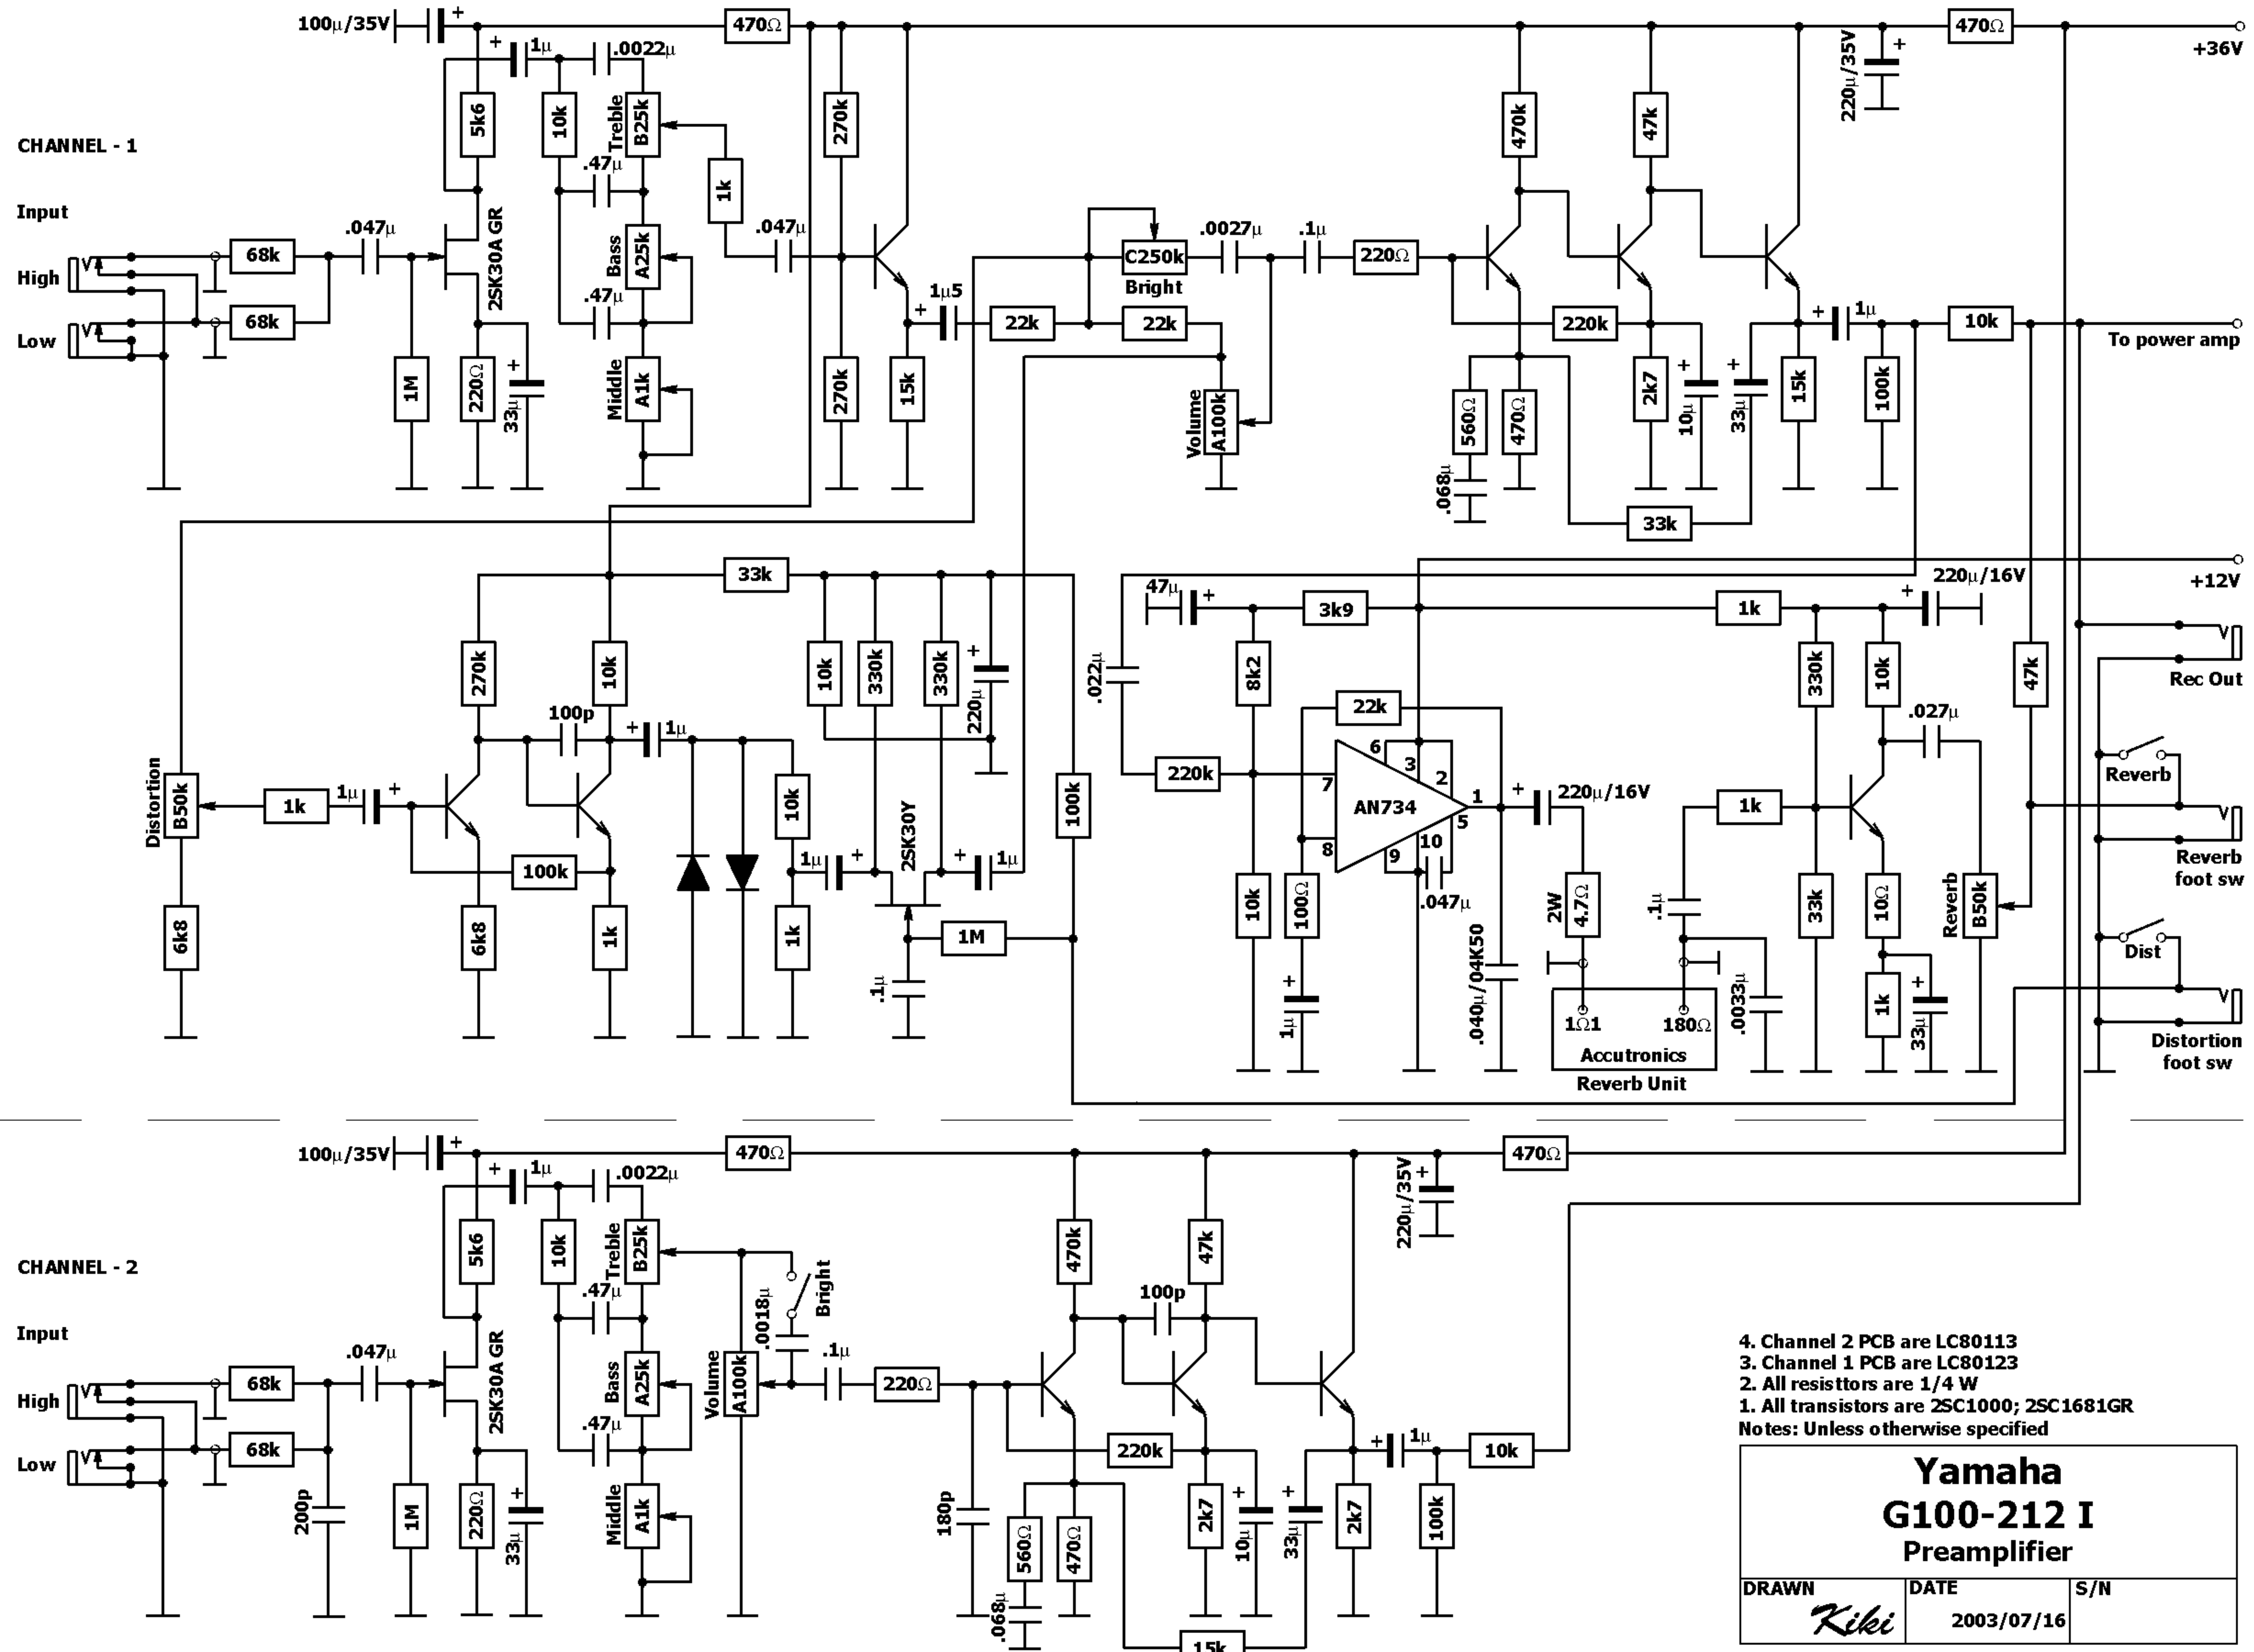 100μ/35V
+
470Ω
470Ω
+36V
+
1μ
.0022μ
220μ/35V
+
CHANNEL - 1
5k6
10k
Treble
B25k
270k
470k
47k
.47μ
1k
Input
High
Low
68k
68k
.047μ
2SK30A GR
Bass
A25k
.47μ
.047μ
+
1μ5
22k
C250k
Bright
22k
.0027μ
.1μ
220Ω
220k
+
1μ
10k
To power amp
1M
220Ω
+
33μ
Middle
A1k
270k
15k
Volume
A100k
560Ω
470Ω
.068μ
2k7
+
10μ
+
33μ
15k
100k
33k
+12V
33k
47μ
+
3k9
1k
+
220μ/16V
270k
10k
10k
330k
330k
+
220μ
.022μ
8k2
330k
10k
47k
Rec Out
100p
+
1μ
22k
.027μ
Reverb
Distortion
B50k
1k
1μ
+
10k
100k
220k
6
3
2
7
AN734
1
5
8
9
10
.047μ
+
220μ/16V
1k
Reverb
foot sw
100k
1μ
+
2SK30Y
+
1μ
6k8
6k8
1k
1k
1M
.1μ
10k
100Ω
+
1μ
.040μ/04K50
2W
4.7Ω
.1μ
.0033μ
33k
10Ω
Reverb
B50k
Dist
1k
+
33μ
1Ω1
180Ω
Accutronics
Reverb Unit
Distortion
foot sw
100μ/35V
+
470Ω
470Ω
+
1μ
.0022μ
220μ/35V
+
CHANNEL - 2
5k6
10k
Treble
B25k
.47μ
.0018μ
Bright
470k
47k
100p
Input
High
Low
68k
68k
.047μ
2SK30A GR
Bass
A25k
.47μ
Volume
A100k
.1μ
220Ω
220k
+
1μ
10k
200p
1M
220Ω
+
33μ
Middle
A1k
180p
560Ω
470Ω
.068μ
2k7
+
10μ
+
33μ
2k7
100k
15k
4. Channel 2 PCB are LC80113
3. Channel 1 PCB are LC80123
2. All resisttors are 1/4 W
1. All transistors are 2SC1000; 2SC1681GR
Notes: Unless otherwise specified
Yamaha
G100-212 I
Preamplifier
DRAWN
DATE
S/N
Kiki
2003/07/16